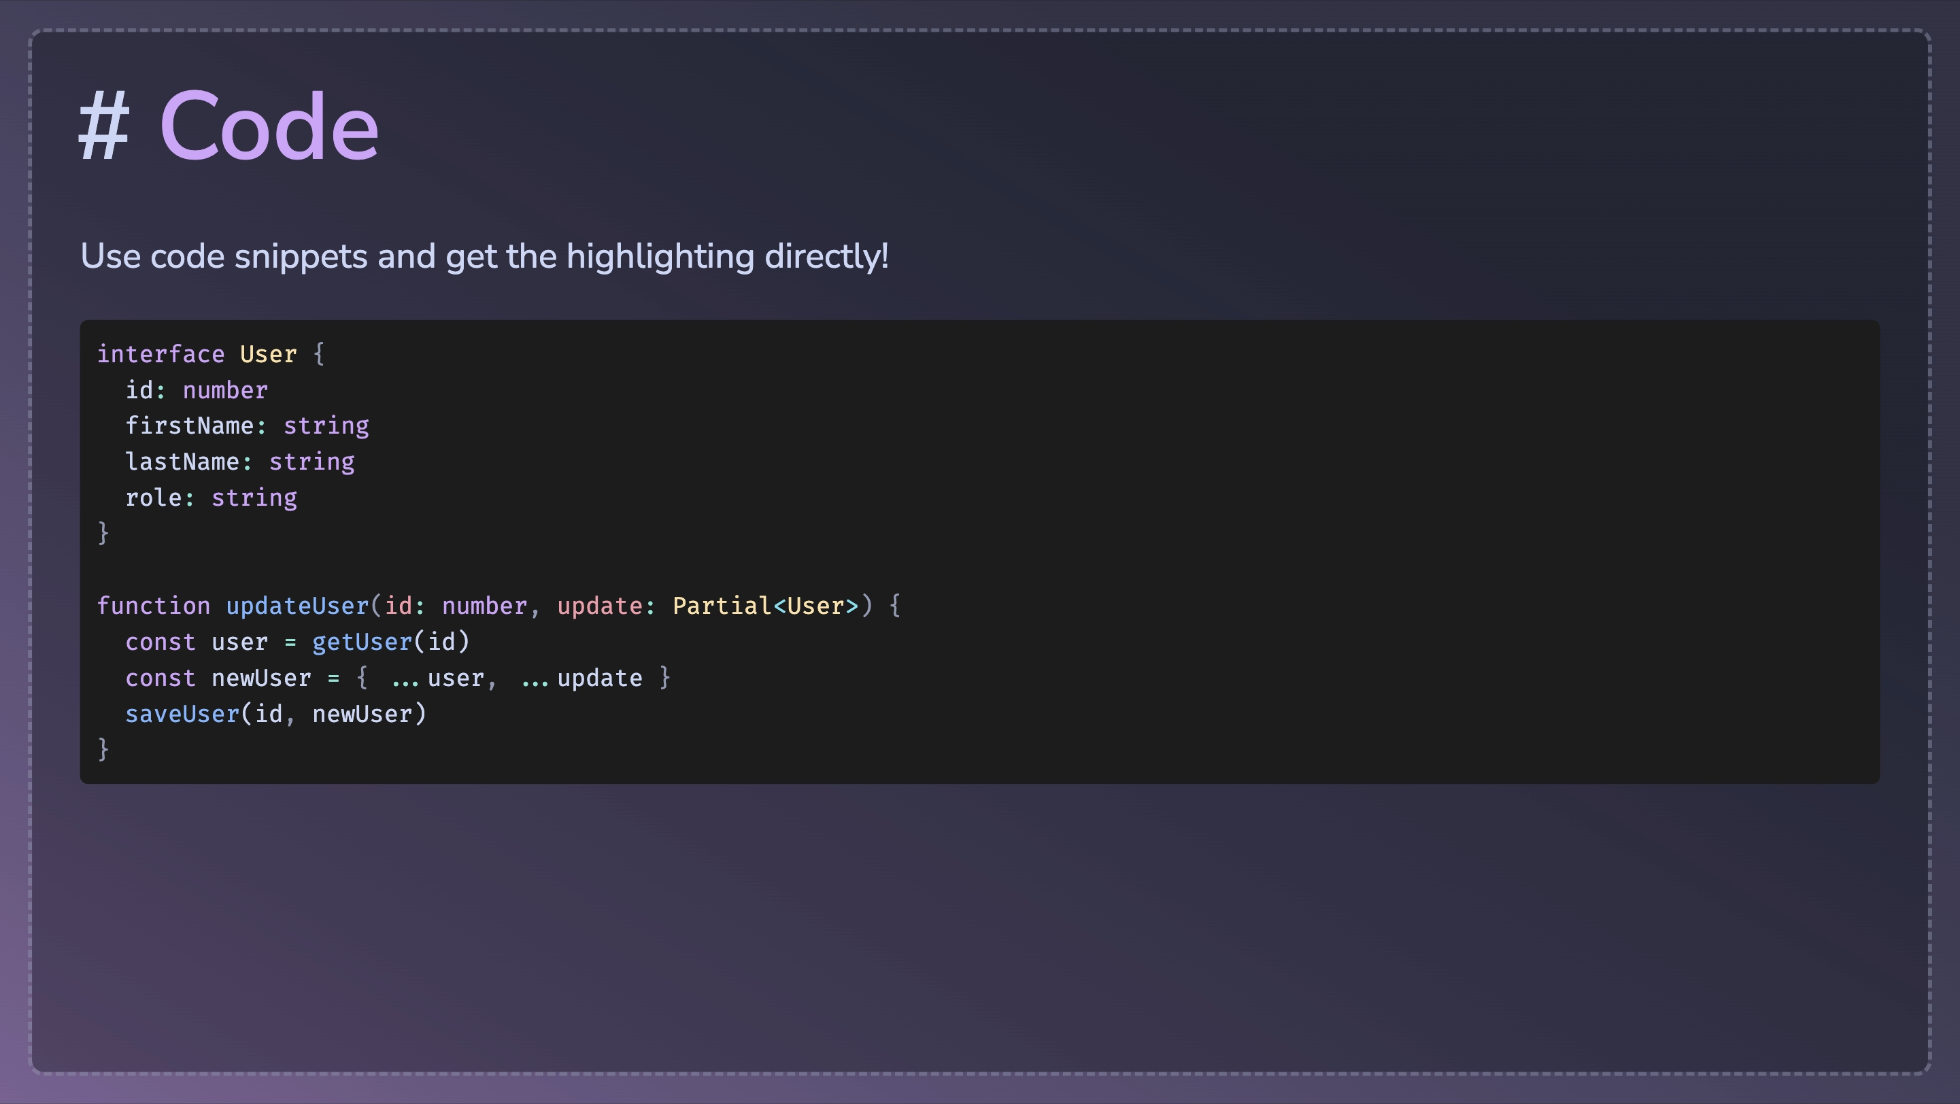 # Code
Use code snippets and get the highlighting directly!
interface User {
  id: number
  firstName: string
  lastName: string
  role: string
}

function updateUser(id: number, update: Partial<User>) {
  const user = getUser(id)
  const newUser = { ...user, ...update }
  saveUser(id, newUser)
}